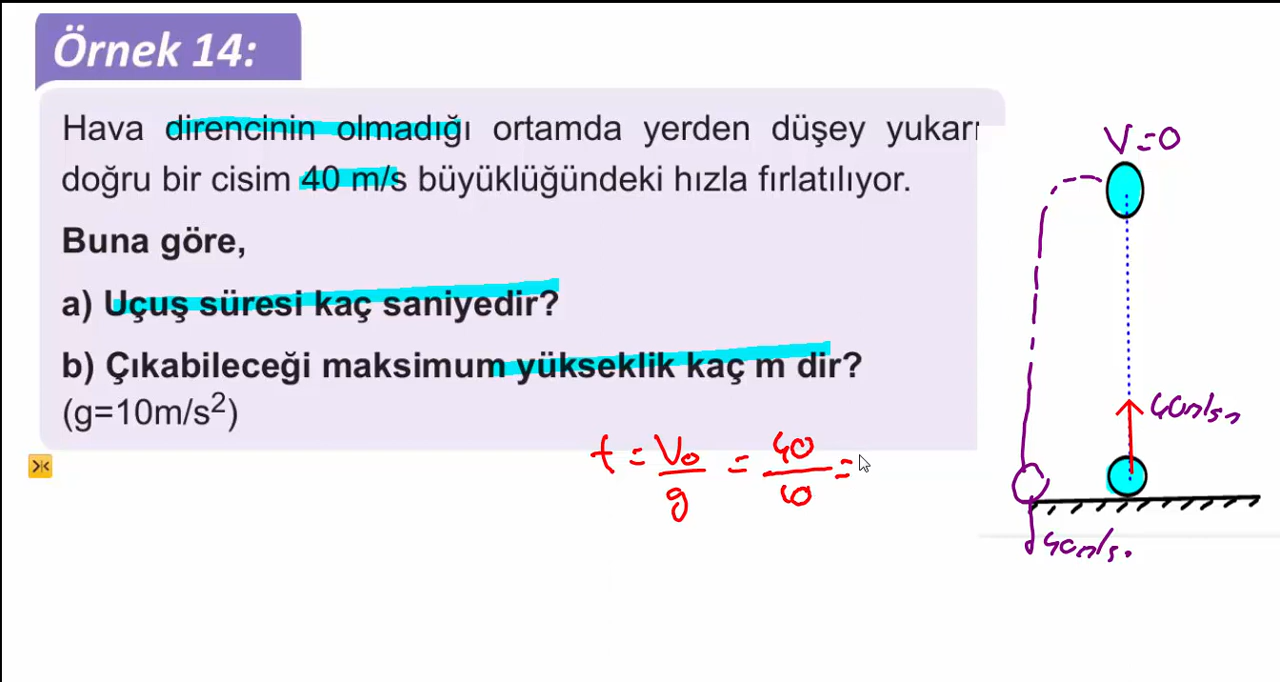 Örnek 14:
Hava direncinin olmadığı ortamda yerden düşey yukarı
doğru bir cisim 40 m/s büyüklüğündeki hızla fırlatılıyor.
Buna göre,
a) Uçuş süresi kaç saniyedir?
b) Çıkabileceği maksimum yükseklik kaç m dir?
(g=10m/s²)
t = V₀/g = 40/10 =
V=0
40m/sn
40m/s.